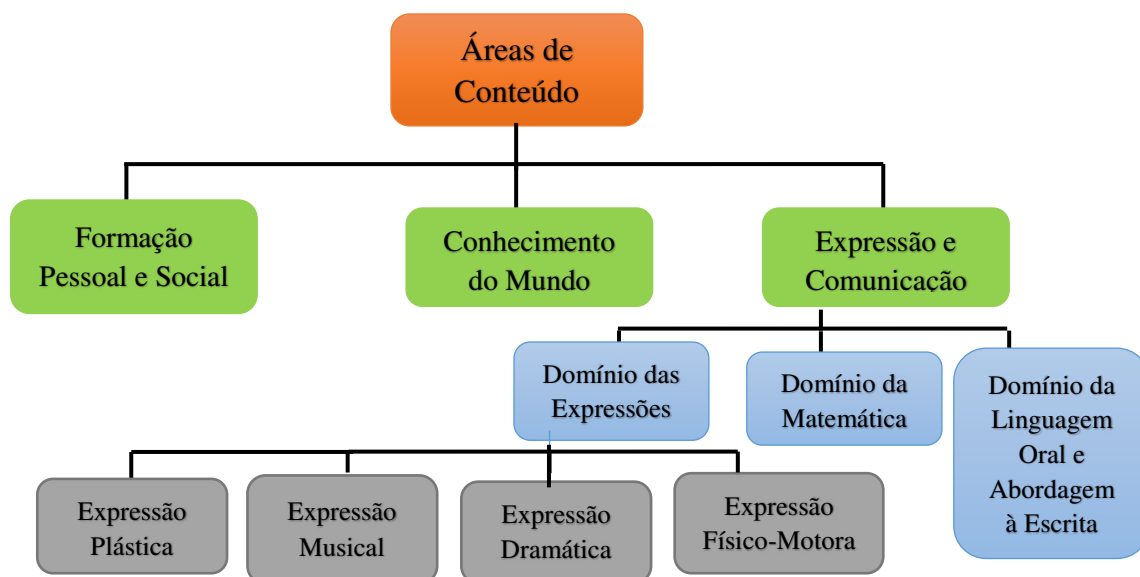 Áreas de
Conteúdo
Formação
Pessoal e Social
Conhecimento
do Mundo
Expressão e
Comunicação
Domínio das
Expressões
Domínio da
Matemática
Domínio da
Linguagem
Oral e
Abordagem
à Escrita
Expressão
Plástica
Expressão
Musical
Expressão
Dramática
Expressão
Físico-Motora